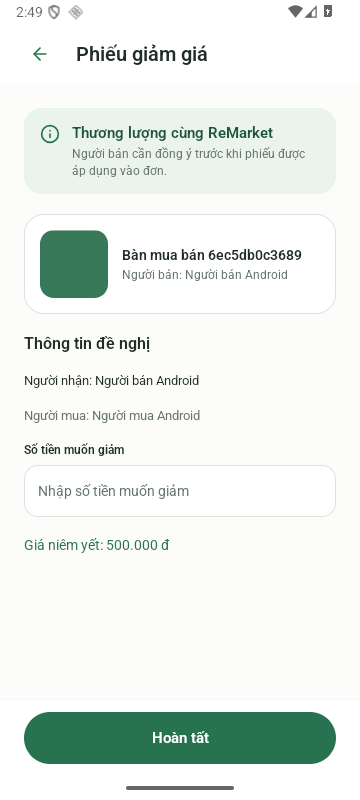 2:49
Phiếu giảm giá
Thương lượng cùng ReMarket
Người bán cần đồng ý trước khi phiếu được
áp dụng vào đơn.
Bàn mua bán 6ec5db0c3689
Người bán: Người bán Android
Thông tin đề nghị
Người nhận: Người bán Android
Người mua: Người mua Android
Số tiền muốn giảm
Nhập số tiền muốn giảm
Giá niêm yết: 500.000 đ
Hoàn tất